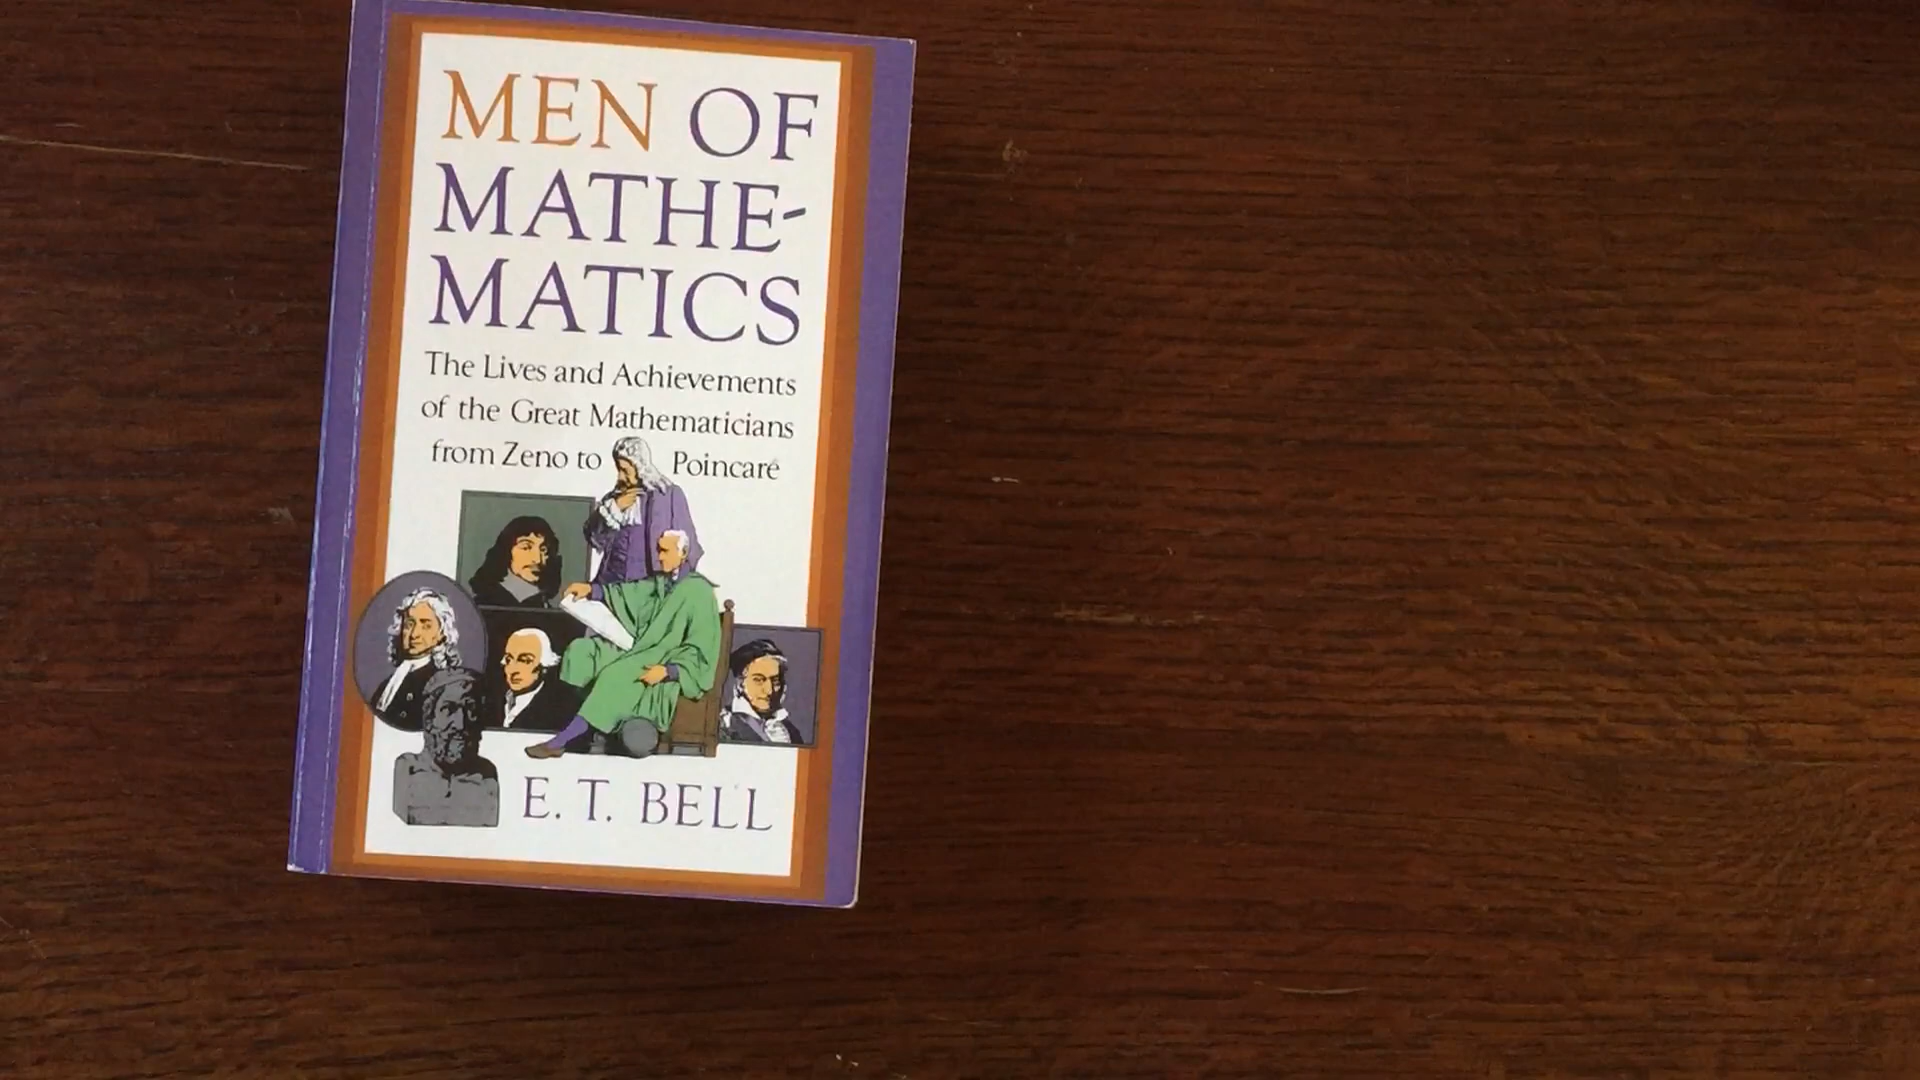 MEN OF
MATHE-
MATICS
The Lives and Achievements
of the Great Mathematicians
from Zeno to Poincaré
E. T. BELL